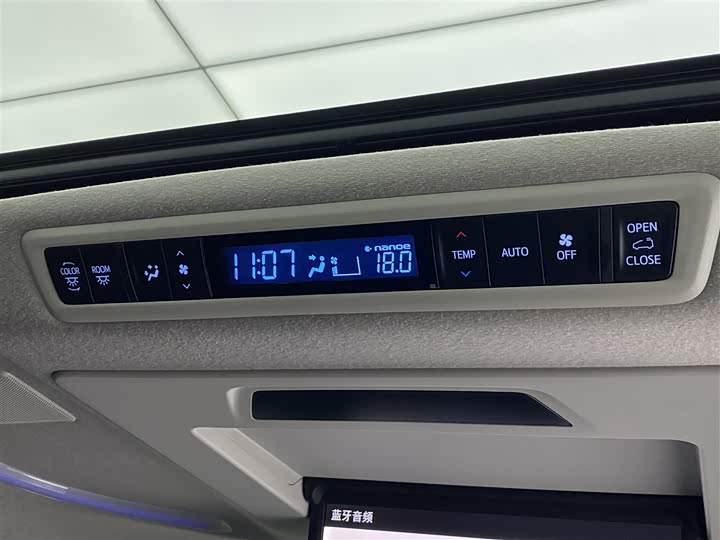 COLOR
ROOM
11:07
nanoe
18.0
TEMP
AUTO
OFF
OPEN
CLOSE
蓝牙音频